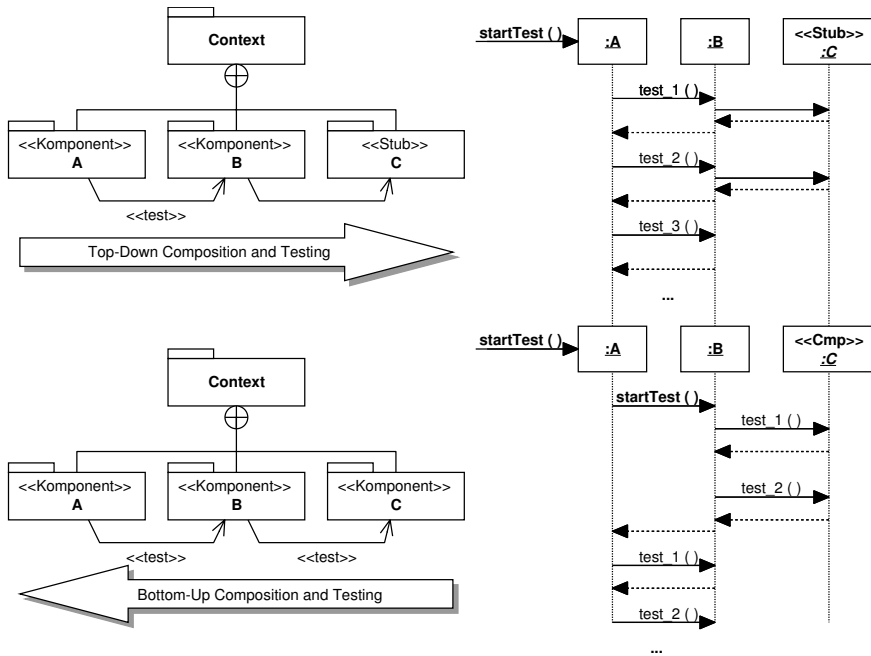 Context
<<Komponent>>
A
<<Komponent>>
B
<<Stub>>
C
<<test>>
Top-Down Composition and Testing
startTest ( )
:A
:B
<<Stub>>
:C
test_1 ( )
test_2 ( )
test_3 ( )
...
Context
<<Komponent>>
A
<<Komponent>>
B
<<Komponent>>
C
<<test>>
<<test>>
Bottom-Up Composition and Testing
startTest ( )
:A
:B
<<Cmp>>
:C
startTest ( )
test_1 ( )
test_2 ( )
test_1 ( )
test_2 ( )
...